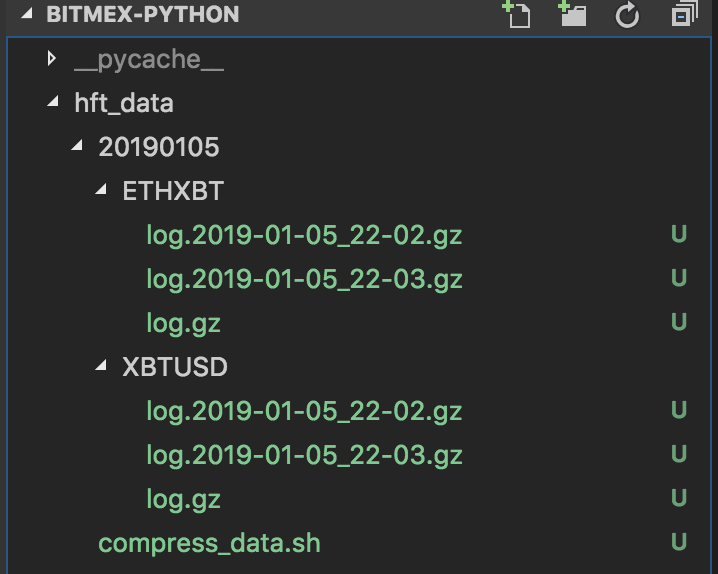 BITMEX-PYTHON
__pycache__
hft_data
20190105
ETHXBT
log.2019-01-05_22-02.gz U
log.2019-01-05_22-03.gz U
log.gz U
XBTUSD
log.2019-01-05_22-02.gz U
log.2019-01-05_22-03.gz U
log.gz U
compress_data.sh U